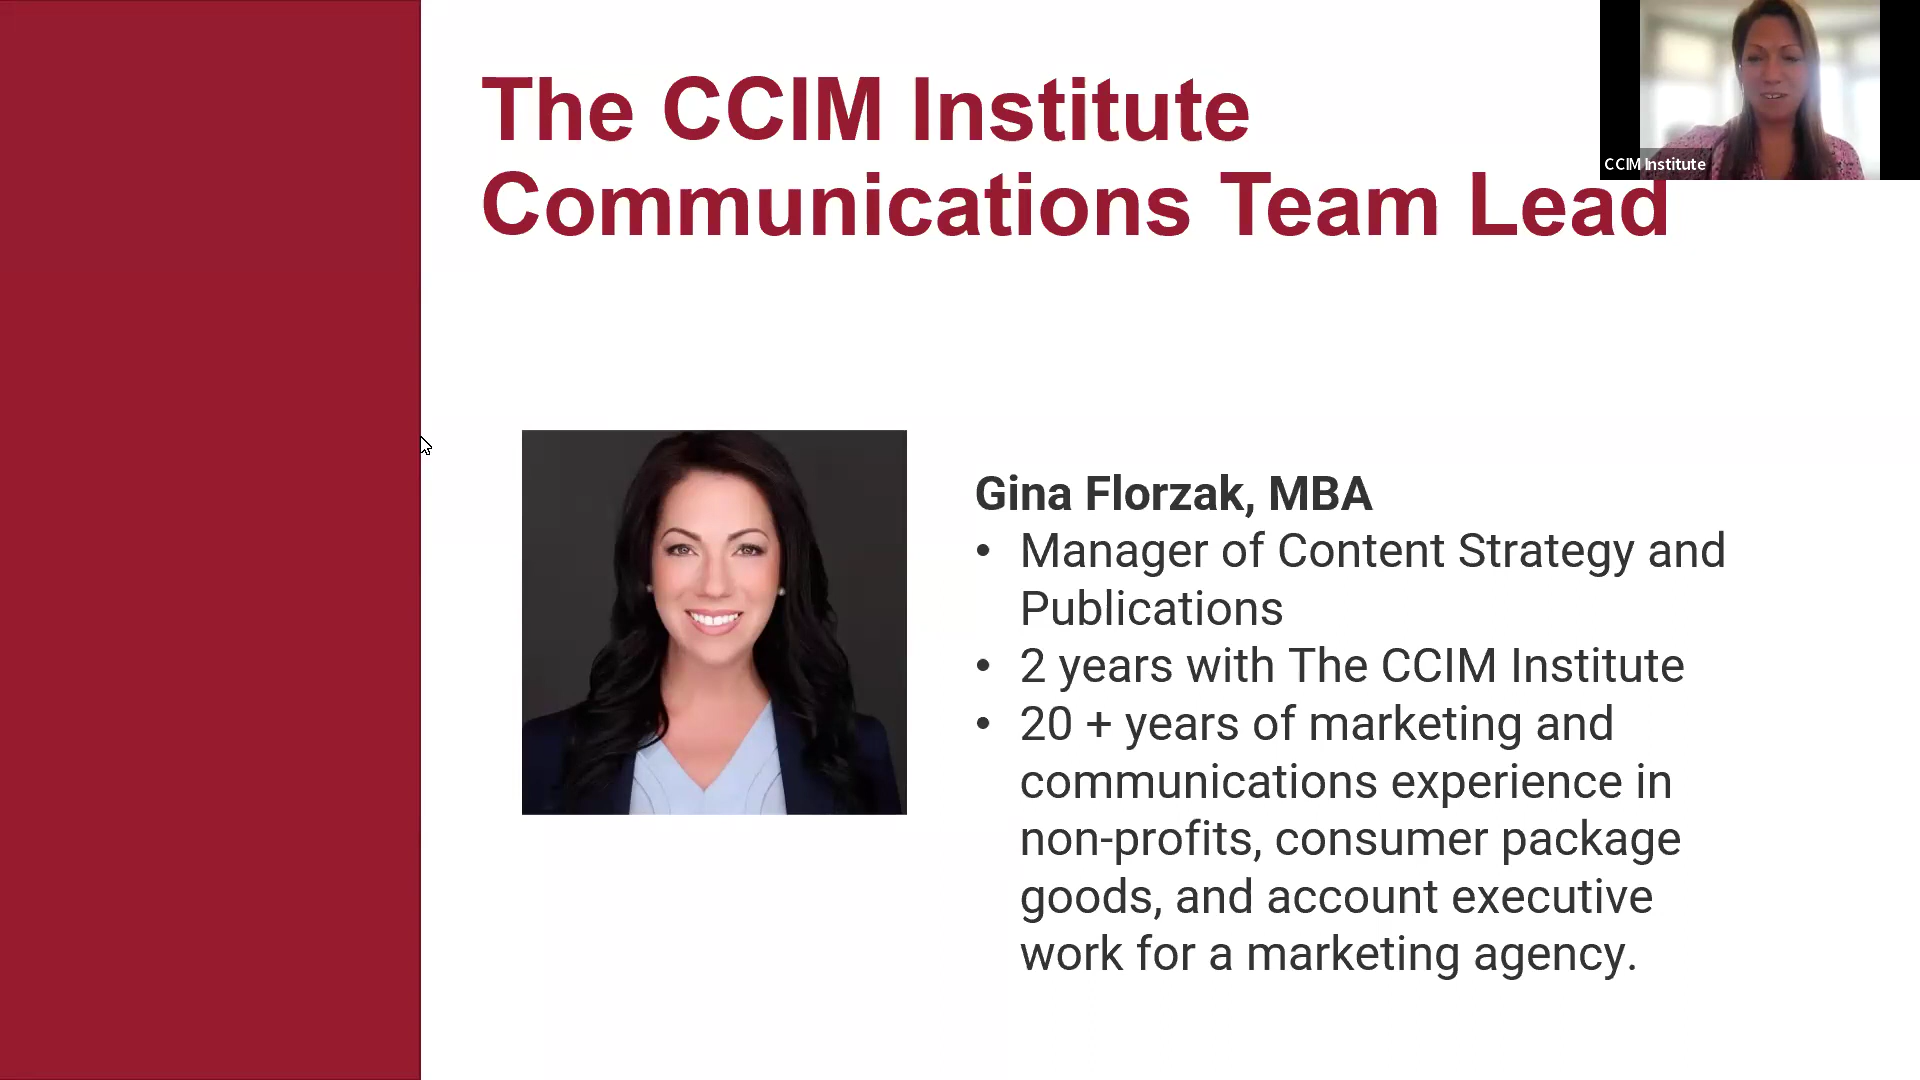 The CCIM Institute
Communications Team Lead
CCIM Institute
Gina Florzak, MBA
• Manager of Content Strategy and
Publications
• 2 years with The CCIM Institute
• 20 + years of marketing and
communications experience in
non-profits, consumer package
goods, and account executive
work for a marketing agency.